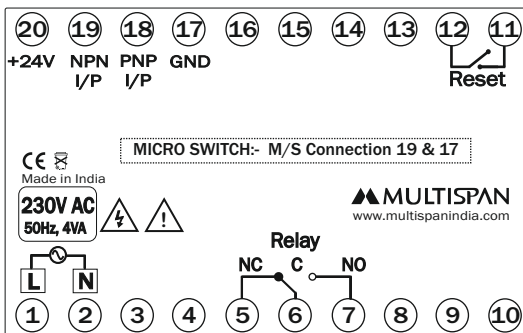 20 19 18 17 16 15 14 13 12 11
+24V NPN PNP GND
I/P I/P
Reset
MICRO SWITCH:- M/S Connection 19 & 17
CE
Made in India
230V AC
50Hz, 4VA
MULTISPAN
www.multispanindia.com
Relay
NC C NO
L N
1 2 3 4 5 6 7 8 9 10